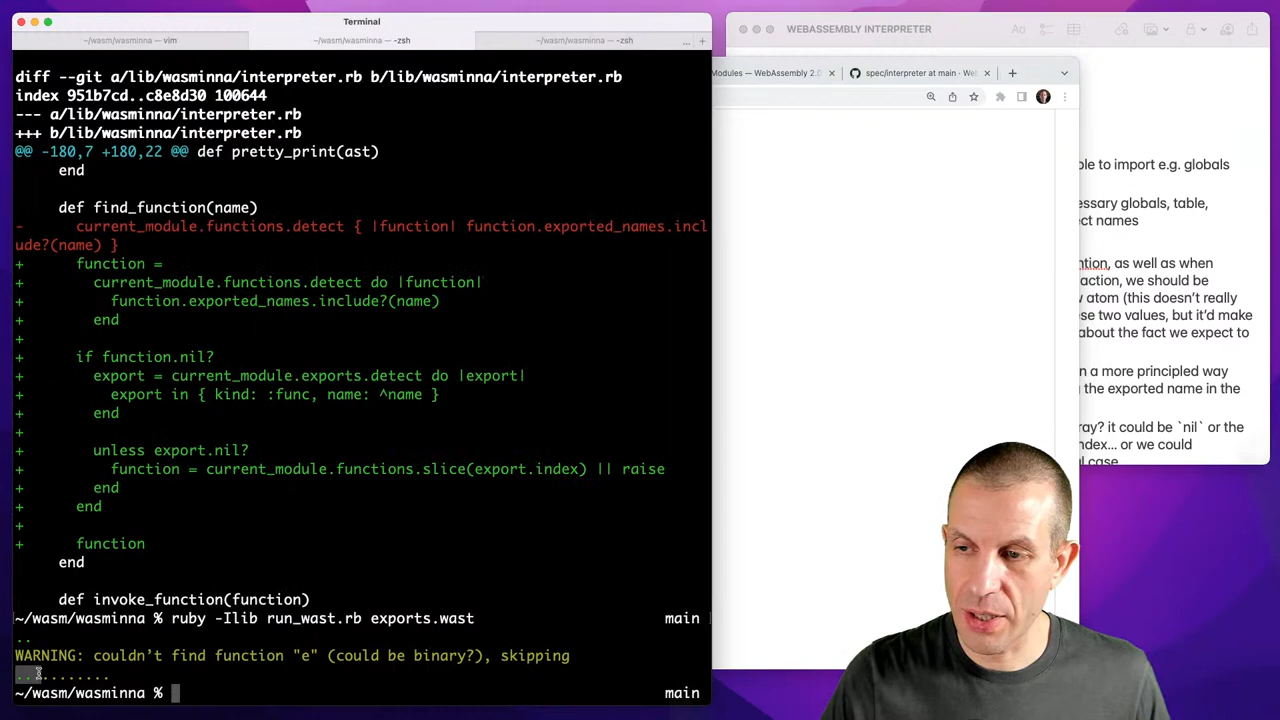 Terminal
~/wasm/wasminna — vim
~/wasm/wasminna — -zsh
~/wasm/wasminna — -zsh
... +
diff --git a/lib/wasminna/interpreter.rb b/lib/wasminna/interpreter.rb
index 951b7cd..c8e8d30 100644
--- a/lib/wasminna/interpreter.rb
+++ b/lib/wasminna/interpreter.rb
@@ -180,7 +180,22 @@ def pretty_print(ast)
end
def find_function(name)
- current_module.functions.detect { |function| function.exported_names.incl
ude?(name) }
+ function =
+ current_module.functions.detect do |function|
+ function.exported_names.include?(name)
+ end
+
+ if function.nil?
+ export = current_module.exports.detect do |export|
+ export in { kind: :func, name: ^name }
+ end
+
+ unless export.nil?
+ function = current_module.functions.slice(export.index) || raise
+ end
+ end
+
+ function
end
def invoke_function(function)
~/wasm/wasminna % ruby -Ilib run_wast.rb exports.wast main
..
WARNING: couldn't find function "e" (could be binary?), skipping
...........
~/wasm/wasminna % main
WEBASSEMBLY INTERPRETER
Aa
Modules — WebAssembly 2.0
spec/interpreter at main · We
ble to import e.g. globals
essary globals, table,
ect names
ntion, as well as when
action, we should be
w atom (this doesn't really
se two values, but it'd make
about the fact we expect to
n a more principled way
the exported name in the
ray? it could be `nil` or the
ndex... or we could
al case